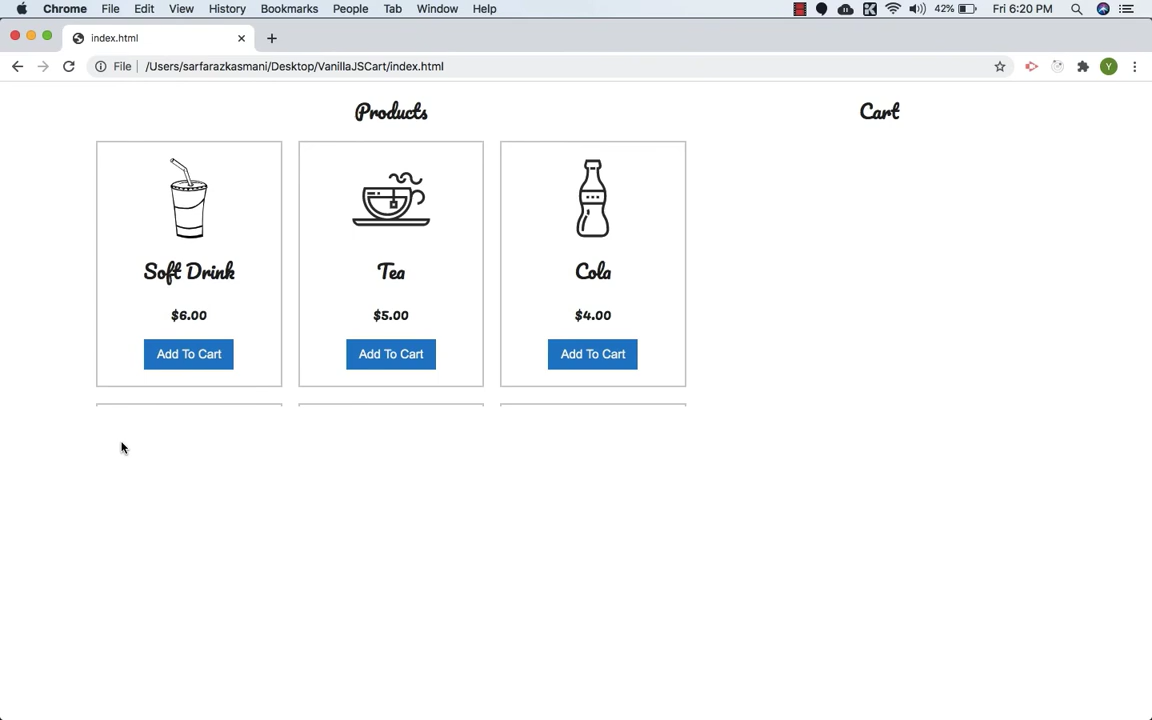 Chrome File Edit View History Bookmarks People Tab Window Help 42% Fri 6:20 PM
index.html
File /Users/sarfarazkasmani/Desktop/VanillaJSCart/index.html Y
Products Cart
Soft Drink Tea Cola
$6.00 $5.00 $4.00
Add To Cart Add To Cart Add To Cart